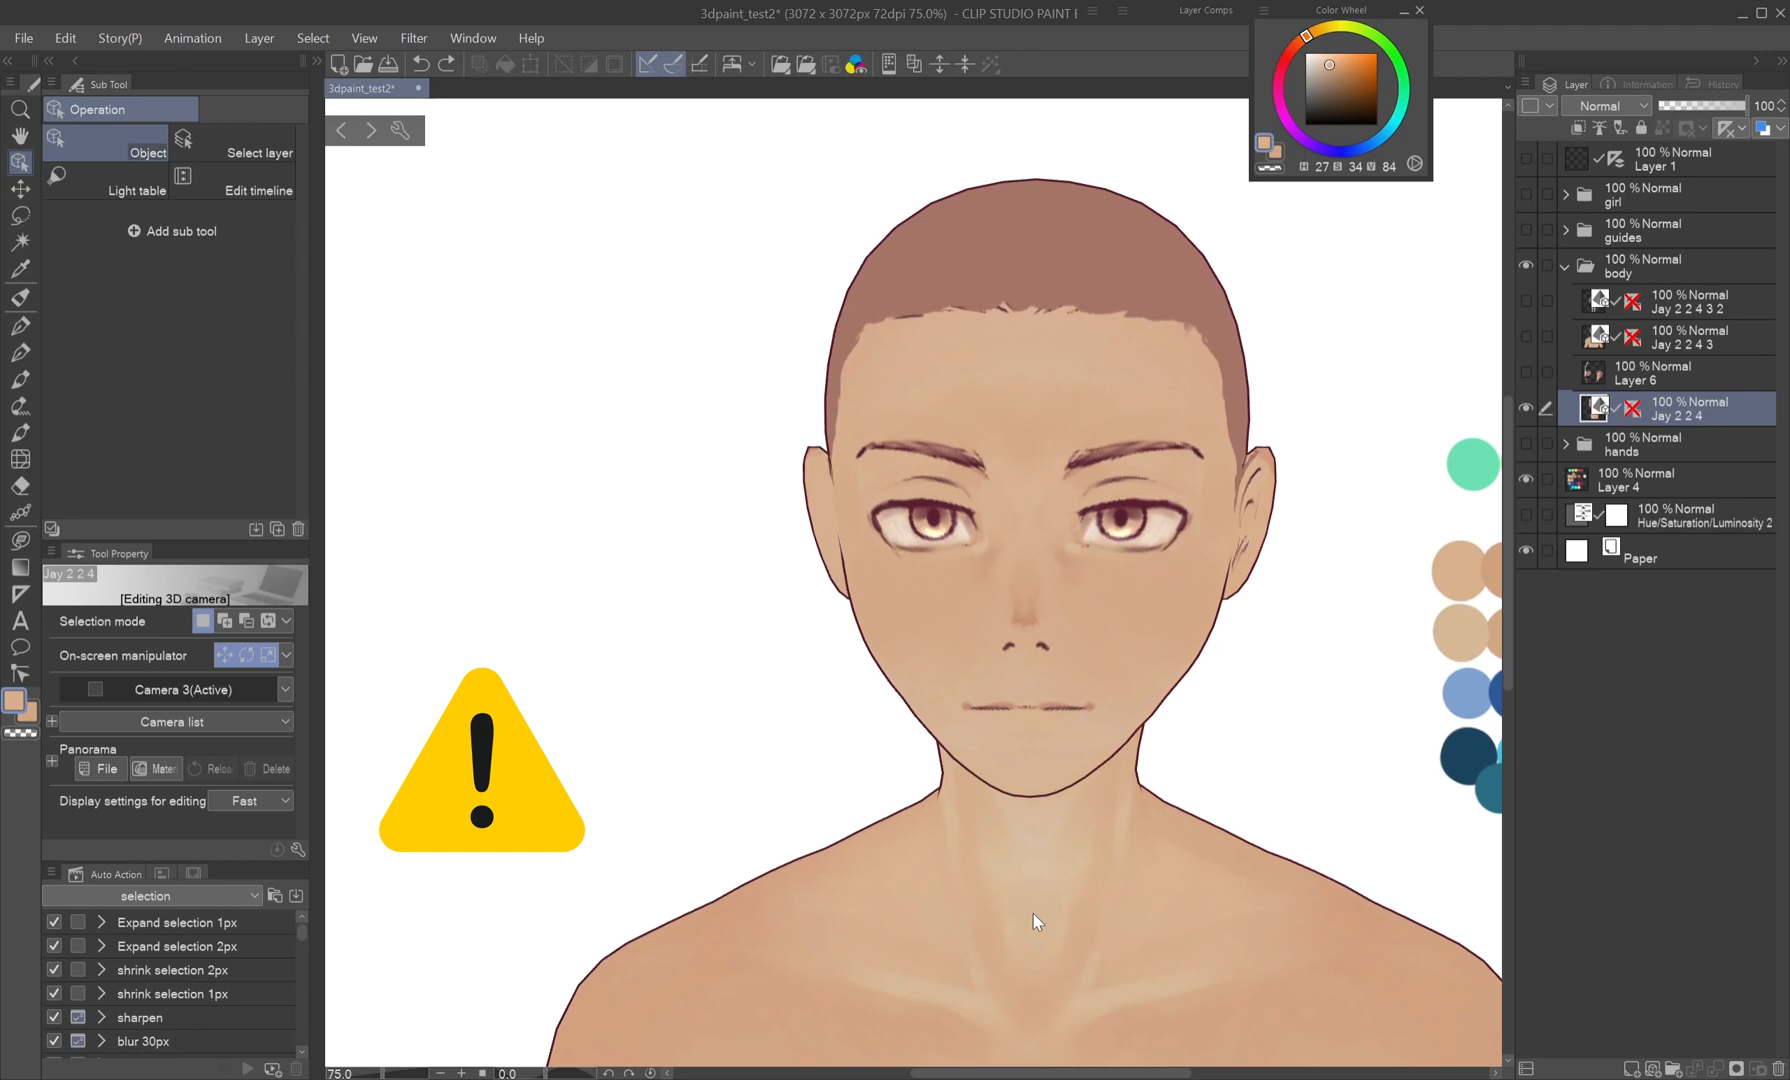 3dpaint_test2* (3072 x 3072px 72dpi 75.0%) - CLIP STUDIO PAINT E
Layer Comps
Color Wheel
File Edit Story(P) Animation Layer Select View Filter Window Help
Sub Tool
3dpaint_test2*
Layer Information History
Operation
Normal 100
Object Select layer
Light table Edit timeline
Add sub tool
H 27 S 34 V 84
100 % Normal
Layer 1
100 % Normal
girl
100 % Normal
guides
100 % Normal
body
100 % Normal
Jay 2 2 4 3 2
100 % Normal
Jay 2 2 4 3
100 % Normal
Layer 6
100 % Normal
Jay 2 2 4
100 % Normal
hands
100 % Normal
Layer 4
100 % Normal
Hue/Saturation/Luminosity 2
Paper
Tool Property
Jay 2 2 4
[Editing 3D camera]
Selection mode
On-screen manipulator
Camera 3(Active)
Camera list
Panorama
File Materi Reloa Delete
Display settings for editing Fast
Auto Action
selection
Expand selection 1px
Expand selection 2px
shrink selection 2px
shrink selection 1px
sharpen
blur 30px
75.0 0.0
!